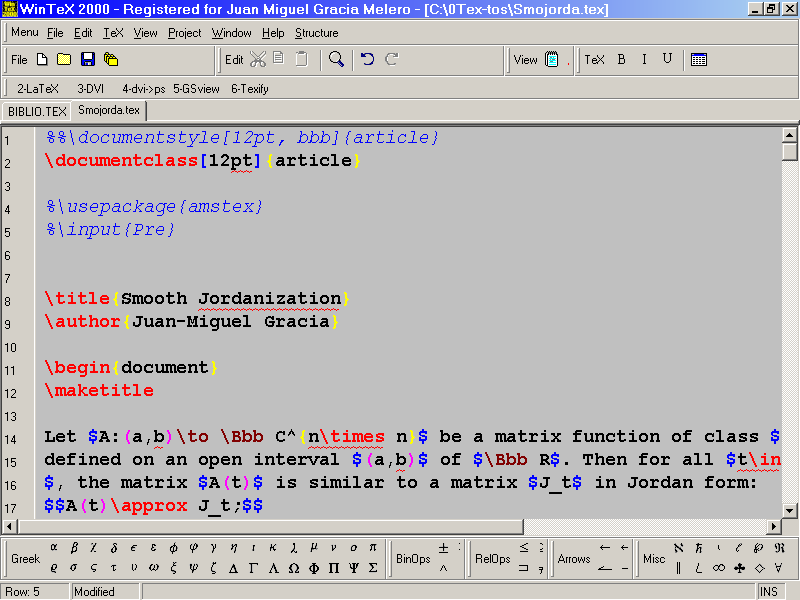 WinTeX 2000 - Registered for Juan Miguel Gracia Melero - [C:\0Tex-tos\Smojorda.tex]
Menu File Edit TeX View Project Window Help Structure
File Edit View TeX B I U
2-LaTeX 3-DVI 4-dvi->ps 5-GSview 6-Texify
BIBLIO.TEX Smojorda.tex
1 %%\documentstyle[12pt, bbb]{article}
2 \documentclass[12pt]{article}
3
4 %\usepackage{amstex}
5 %\input{Pre}
6
7
8 \title{Smooth Jordanization}
9 \author{Juan-Miguel Gracia}
10
11 \begin{document}
12 \maketitle
13
14 Let $A:(a,b)\to \Bbb C^{n\times n}$ be a matrix function of class $
15 defined on an open interval $(a,b)$ of $\Bbb R$. Then for all $t\in
16 $, the matrix $A(t)$ is similar to a matrix $J_t$ in Jordan form:
17 $$A(t)\approx J_t;$$
α β χ δ ϵ ε ϕ φ γ η ι κ λ μ ν ο π
Greek BinOps ± RelOps ≤ Arrows ← Misc ℵ ℏ ı ℓ ℘ ℜ
ϱ σ ς τ υ ω ξ ψ ζ Δ Γ Λ Ω Φ Π Ψ Σ ∧ ⊐ ∥ ∠ ∞ ♣ ◇ ∀
Row: 5 Modified INS